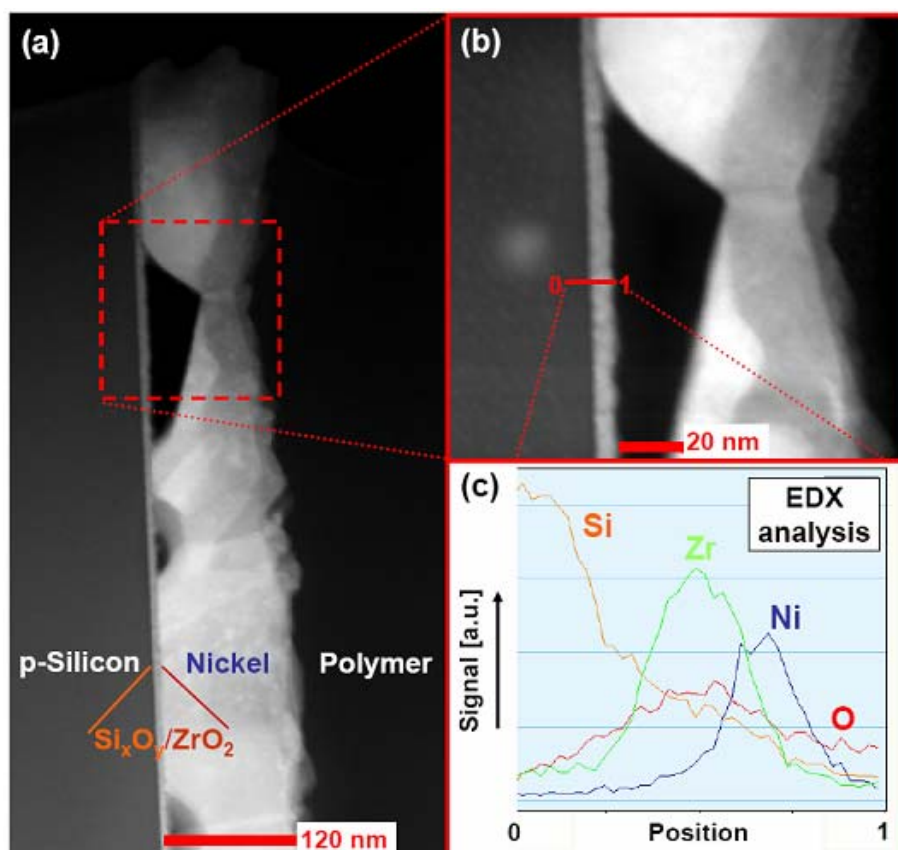 (a)
p-Silicon Nickel Polymer
SiₓOᵧ/ZrO₂
120 nm
(b)
0 1
20 nm
(c)
EDX
analysis
Si
Zr
Ni
O
Signal [a.u.]
0 Position 1